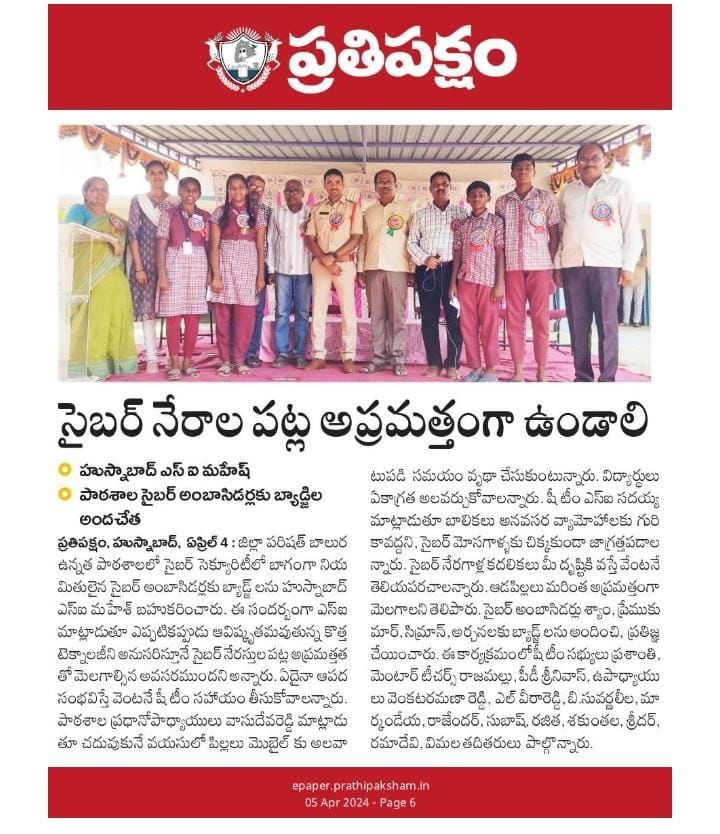 ప్రతిపక్షం
సైబర్ నేరాల పట్ల అప్రమత్తంగా ఉండాలి
హుస్నాబాద్ ఎస్ ఐ మహేష్
పాఠశాల సైబర్ అంబాసిడర్లకు బ్యాడ్జిల
అందచేత
ప్రతిపక్షం, హుస్నాబాద్, ఏప్రిల్ 4 : జిల్లా పరిషత్ బాలుర
ఉన్నత పాఠశాలలో సైబర్ సెక్యూరిటీలో బాగంగా నియ
మితులైన సైబర్ అంబాసిడర్లకు బ్యాడ్జ్ లను హుస్నాబాద్
ఎస్ఐ మహేశ్ బహుకరించారు. ఈ సందర్భంగా ఎస్ఐ
మాట్లాడుతూ ఎప్పటికప్పుడు ఆవిష్కృతమవుతున్న కొత్త
టెక్నాలజీని అనుసరిస్తూనే సైబర్ నేరస్తుల పట్ల అప్రమత్తత
తో మెలగాల్సిన అవసరముందని అన్నారు. ఏదైనా ఆపద
సంభవిస్తే వెంటనే షీ టీం సహాయం తీసుకోవాలన్నారు.
పాఠశాల ప్రధానోపాధ్యాయులు వాసుదేవరెడ్డి మాట్లాడు
తూ చదువుకునే వయసులో పిల్లలు మొబైల్ కు అలవా
టుపడి సమయం వృథా చేసుకుంటున్నారు. విద్యార్థులు
ఏకాగ్రత అలవర్చుకోవాలన్నారు. షీ టీం ఎస్ఐ సదయ్య
మాట్లాడుతూ బాలికలు అనవసర వ్యామోహాలకు గురి
కావద్దని, సైబర్ మోసగాళ్ళకు చిక్కకుండా జాగ్రత్తపడాల
న్నారు. సైబర్ నేరగాళ్ల కదలికలు మీ దృష్టికి వస్తే వెంటనే
తెలియపరచాలన్నారు. ఆడపిల్లలు మరింత అప్రమత్తంగా
మెలగాలని తెలిపారు. సైబర్ అంబాసిడర్లు శ్యాం, ప్రేముకు
మార్, సిమ్రాన్, అర్చనలకు బ్యాడ్జ్ లను అందించి, ప్రతిజ్ఞ
చేయించారు. ఈ కార్యక్రమంలో షీ టీం సభ్యులు ప్రశాంతి,
మెంటార్ టీచర్స్ రాజమల్లు, పీడీ శ్రీనివాస్, ఉపాధ్యాయు
లు వెంకటరమణా రెడ్డి, ఎల్ వీరారెడ్డి, బి.సువర్ణలీల, మా
ర్కండేయ, రాజేందర్, సుబాష్, రజిత, శకుంతల, శ్రీదర్,
రమాదేవి, విమల తదితరులు పాల్గొన్నారు.
epaper.prathipaksham.in
05 Apr 2024 - Page 6